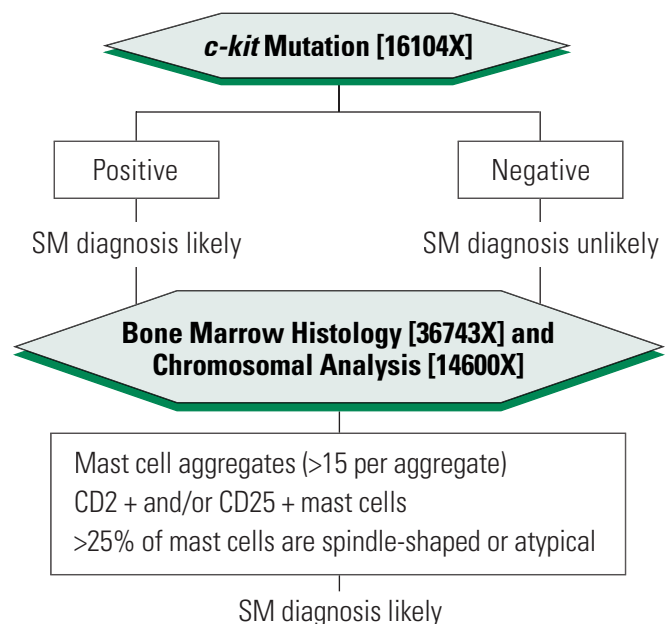 c-kit Mutation [16104X]
Positive
Negative
SM diagnosis likely
SM diagnosis unlikely
Bone Marrow Histology [36743X] and
Chromosomal Analysis [14600X]
Mast cell aggregates (>15 per aggregate)
CD2 + and/or CD25 + mast cells
>25% of mast cells are spindle-shaped or atypical
SM diagnosis likely